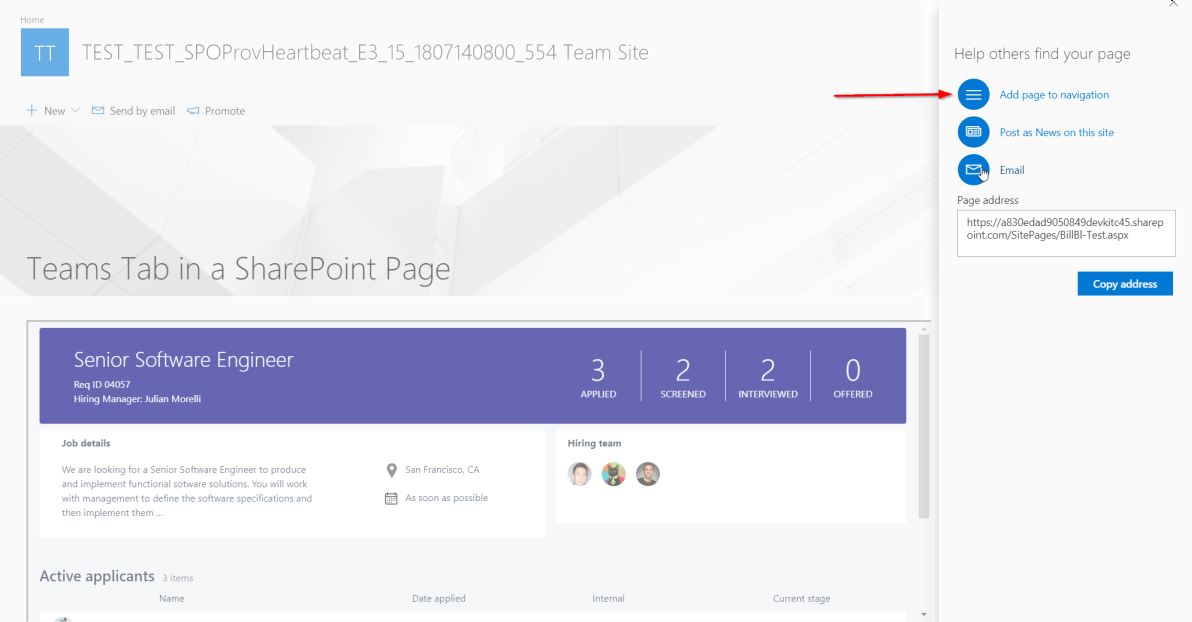 Home
TT
TEST_TEST_SPOProvHeartbeat_E3_15_1807140800_554 Team Site
New
Send by email
Promote
Teams Tab in a SharePoint Page
Senior Software Engineer
Req ID 04057
Hiring Manager: Julian Morelli
3
APPLIED
2
SCREENED
2
INTERVIEWED
0
OFFERED
Job details
We are looking for a Senior Software Engineer to produce
and implement functional sotware solutions. You will work
with management to define the software specifications and
then implement them ...
San Francisco, CA
As soon as possible
Hiring team
Active applicants 3 items
Name Date applied Internal Current stage
Help others find your page
Add page to navigation
Post as News on this site
Email
Page address
https://a830edad9050849devkitc45.sharep
oint.com/SitePages/BillBl-Test.aspx
Copy address